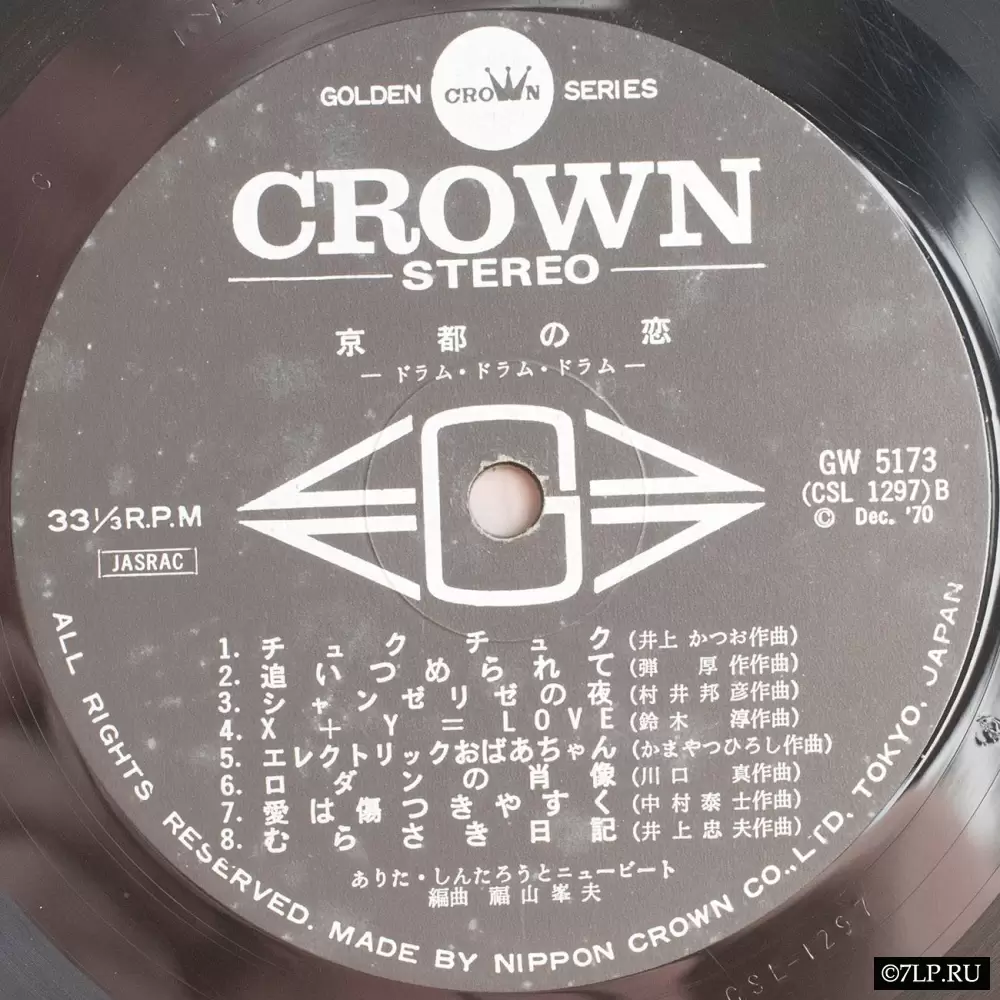 GOLDEN CROWN SERIES
CROWN
STEREO
京都の恋
—ドラム・ドラム・ドラム—
G
GW 5173
(CSL 1297)B
© Dec. '70
33 1/3 R.P.M
JASRAC
1. チュクチュク (井上 かつお作曲)
2. 追いつめられて (弾 厚作作曲)
3. シャンゼリゼの夜 (村井邦彦作曲)
4. X + Y = LOVE (鈴木 淳作曲)
5. エレクトリックおばあちゃん (かまやつひろし作曲)
6. ロダンの肖像 (川口 真作曲)
7. 愛は傷つきやすく (中村泰士作曲)
8. むらさき日記 (井上忠夫作曲)
ありた・しんたろうとニュービート
編曲 福山峯夫
ALL RIGHTS RESERVED. MADE BY NIPPON CROWN CO., LTD. TOKYO, JAPAN
CSL-1297
©7LP.RU